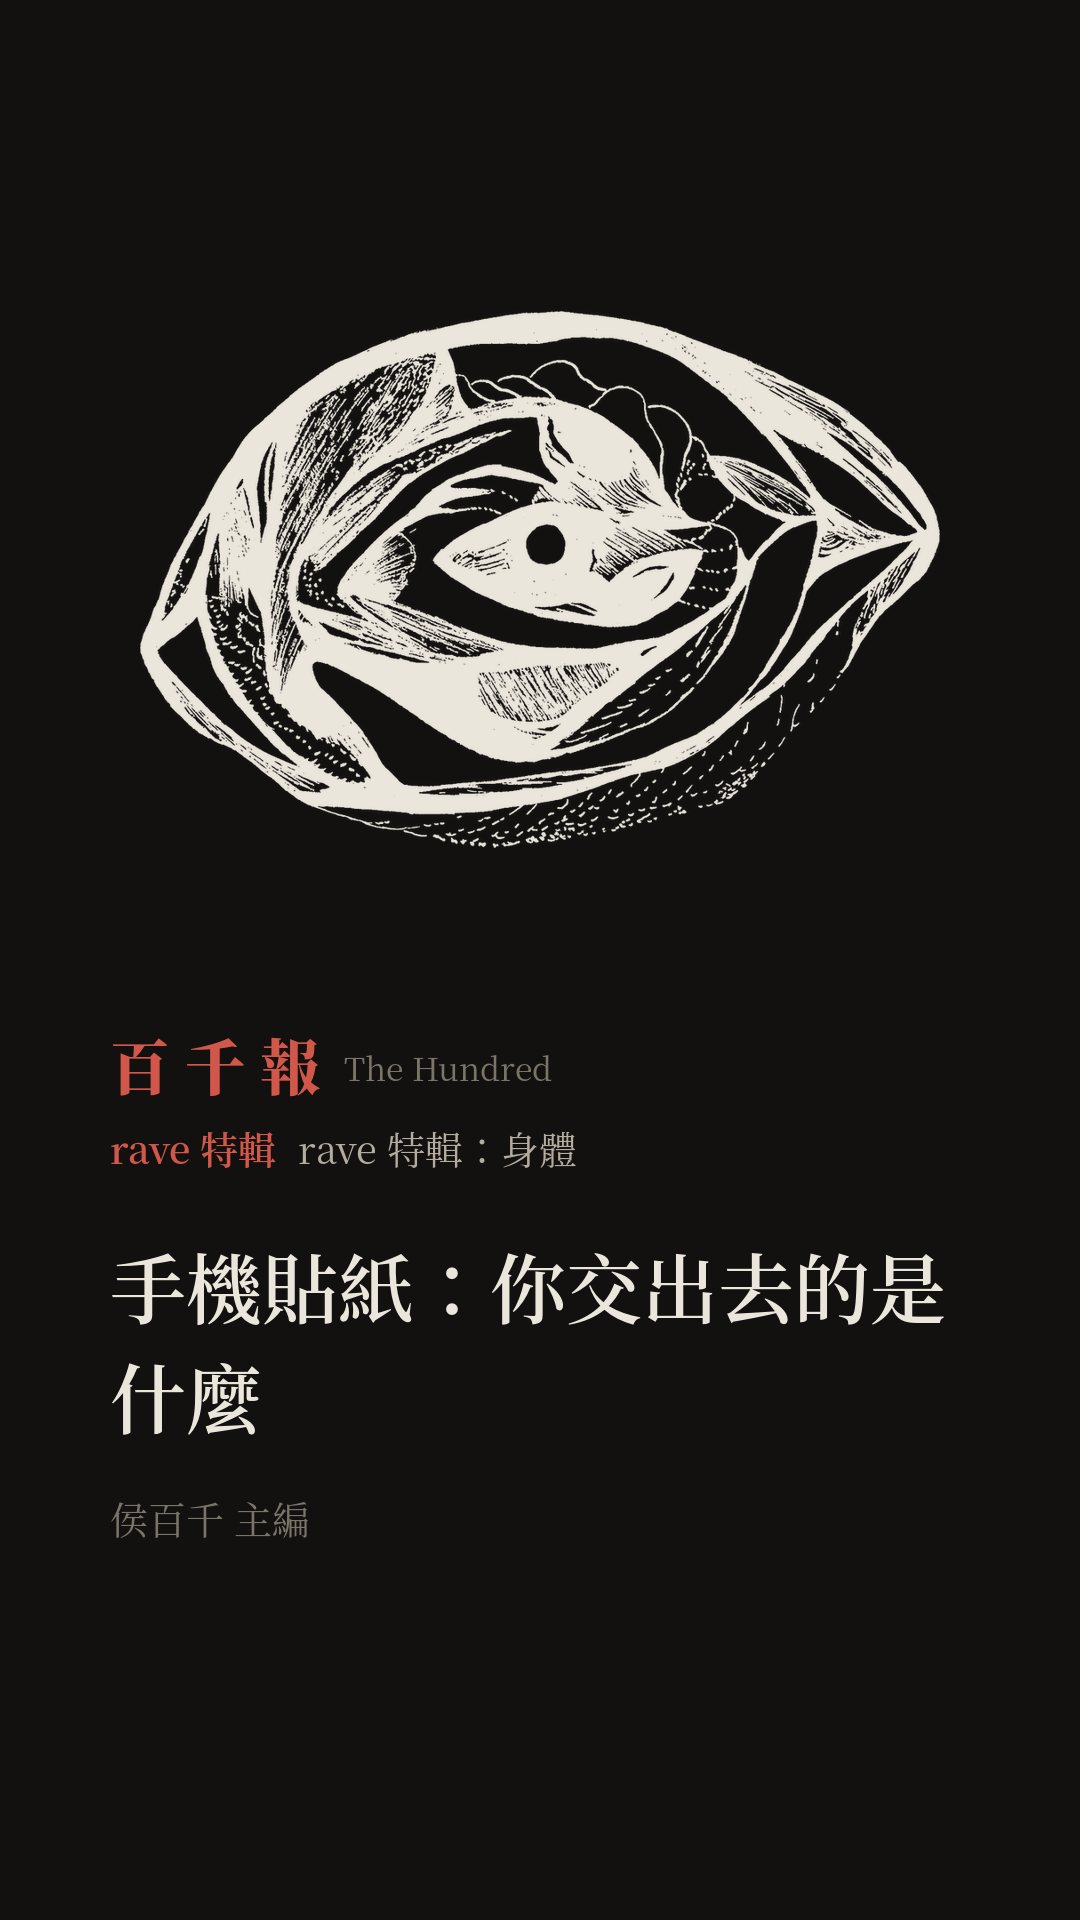 百千報 The Hundred
rave 特輯 rave 特輯：身體
手機貼紙：你交出去的是
什麼
侯百千 主編